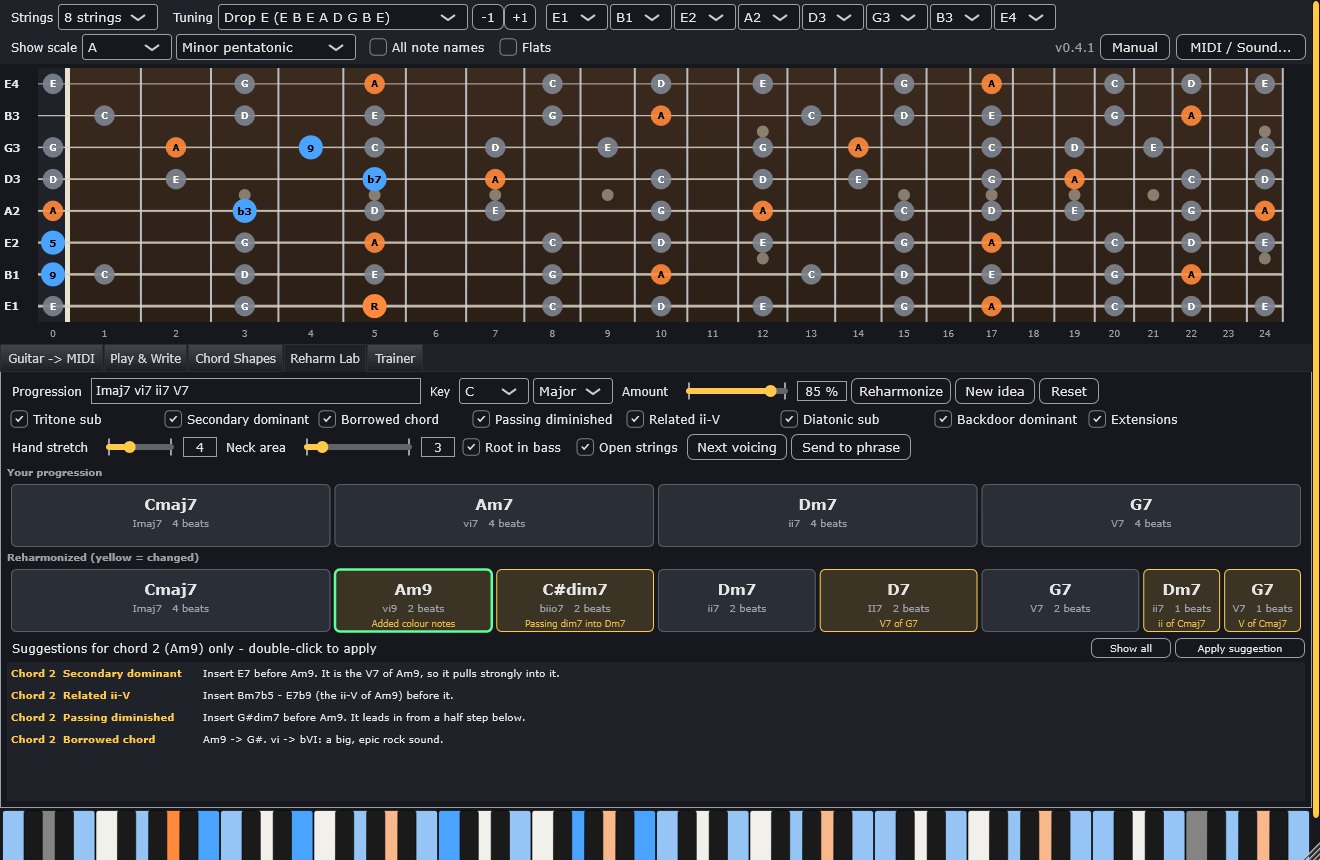 Strings 8 strings Tuning Drop E (E B E A D G B E) -1 +1 E1 B1 E2 A2 D3 G3 B3 E4
Show scale A Minor pentatonic All note names Flats v0.4.1 Manual MIDI / Sound...
E4 E G A C D E G A C D E
B3 C D E G A C D E G A
G3 G A 9 C D E G A C D E G
D3 D E b7 A C D E G A C D
A2 A b3 D E G A C D E G A
E2 5 G A C D E G A C D E
B1 9 C D E G A C D E G A
E1 E G R C D E G A C D E
0 1 2 3 4 5 6 7 8 9 10 11 12 13 14 15 16 17 18 19 20 21 22 23 24
Guitar -> MIDI Play & Write Chord Shapes Reharm Lab Trainer
Progression Imaj7 vi7 ii7 V7 Key C Major Amount 85 % Reharmonize New idea Reset
Tritone sub Secondary dominant Borrowed chord Passing diminished Related ii-V Diatonic sub Backdoor dominant Extensions
Hand stretch 4 Neck area 3 Root in bass Open strings Next voicing Send to phrase
Your progression
Cmaj7 Am7 Dm7 G7
Imaj7 4 beats vi7 4 beats ii7 4 beats V7 4 beats
Reharmonized (yellow = changed)
Cmaj7 Am9 C#dim7 Dm7 D7 G7 Dm7 G7
Imaj7 4 beats vi9 2 beats biio7 2 beats ii7 2 beats II7 2 beats V7 2 beats ii7 1 beats V7 1 beats
Added colour notes Passing dim7 into Dm7 V7 of G7 ii of Cmaj7 V of Cmaj7
Suggestions for chord 2 (Am9) only - double-click to apply Show all Apply suggestion
Chord 2 Secondary dominant Insert E7 before Am9. It is the V7 of Am9, so it pulls strongly into it.
Chord 2 Related ii-V Insert Bm7b5 - E7b9 (the ii-V of Am9) before it.
Chord 2 Passing diminished Insert G#dim7 before Am9. It leads in from a half step below.
Chord 2 Borrowed chord Am9 -> G#. vi -> bVI: a big, epic rock sound.